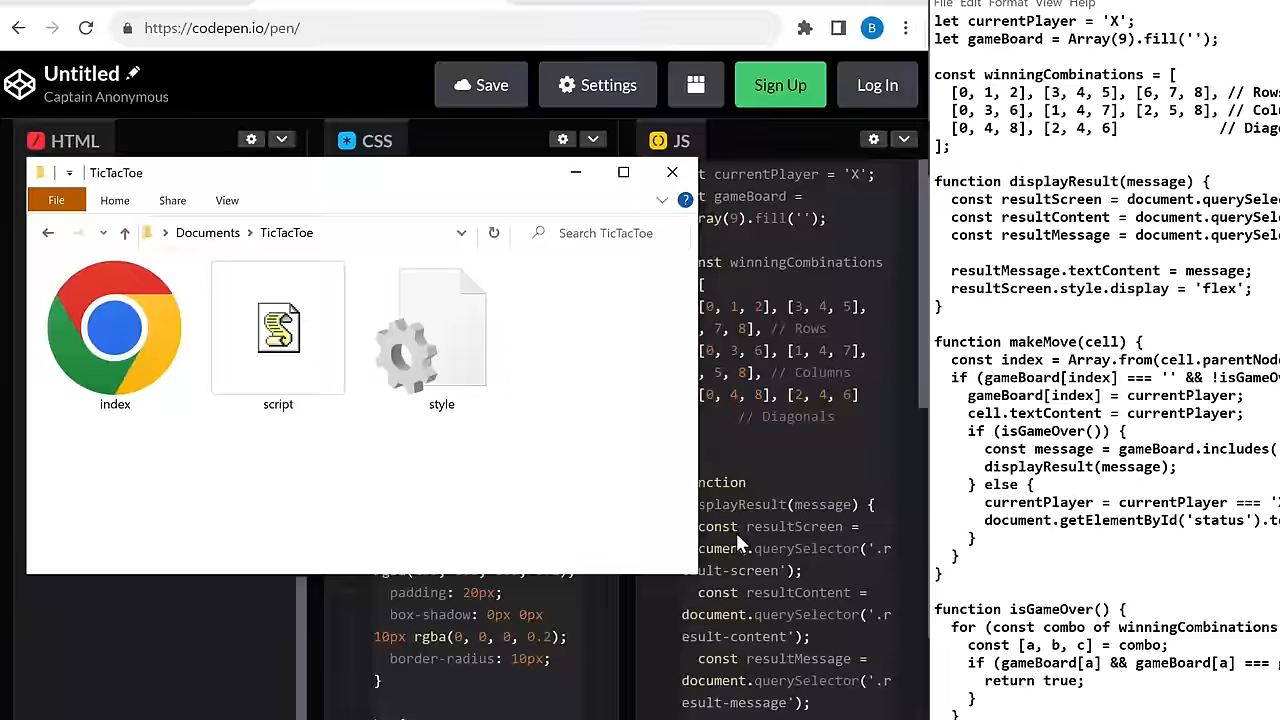 https://codepen.io/pen/
B
Untitled
Captain Anonymous
Save
Settings
Sign Up
Log In
HTML
CSS
JS
TicTacToe
File
Home
Share
View
?
Documents
TicTacToe
Search TicTacToe
index
script
style
padding: 20px;
box-shadow: 0px 0px
10px rgba(0, 0, 0, 0.2);
border-radius: 10px;
}
currentPlayer = 'X';
gameBoard =
ray(9).fill('');
nst winningCombinations
[
[0, 1, 2], [3, 4, 5],
, 7, 8], // Rows
[0, 3, 6], [1, 4, 7],
, 5, 8], // Columns
[0, 4, 8], [2, 4, 6]
// Diagonals
nction
splayResult(message) {
const resultScreen =
document.querySelector('.r
esult-screen');
const resultContent =
document.querySelector('.r
esult-content');
const resultMessage =
document.querySelector('.r
esult-message');
File Edit Format View Help
let currentPlayer = 'X';
let gameBoard = Array(9).fill('');
const winningCombinations = [
[0, 1, 2], [3, 4, 5], [6, 7, 8], // Rows
[0, 3, 6], [1, 4, 7], [2, 5, 8], // Colu
[0, 4, 8], [2, 4, 6] // Diago
];
function displayResult(message) {
const resultScreen = document.querySele
const resultContent = document.querySel
const resultMessage = document.querySel
resultMessage.textContent = message;
resultScreen.style.display = 'flex';
}
function makeMove(cell) {
const index = Array.from(cell.parentNode
if (gameBoard[index] === '' && !isGameOv
gameBoard[index] = currentPlayer;
cell.textContent = currentPlayer;
if (isGameOver()) {
const message = gameBoard.includes('
displayResult(message);
} else {
currentPlayer = currentPlayer === 'X
document.getElementById('status').te
}
}
}
function isGameOver() {
for (const combo of winningCombinations
const [a, b, c] = combo;
if (gameBoard[a] && gameBoard[a] === g
return true;
}
}